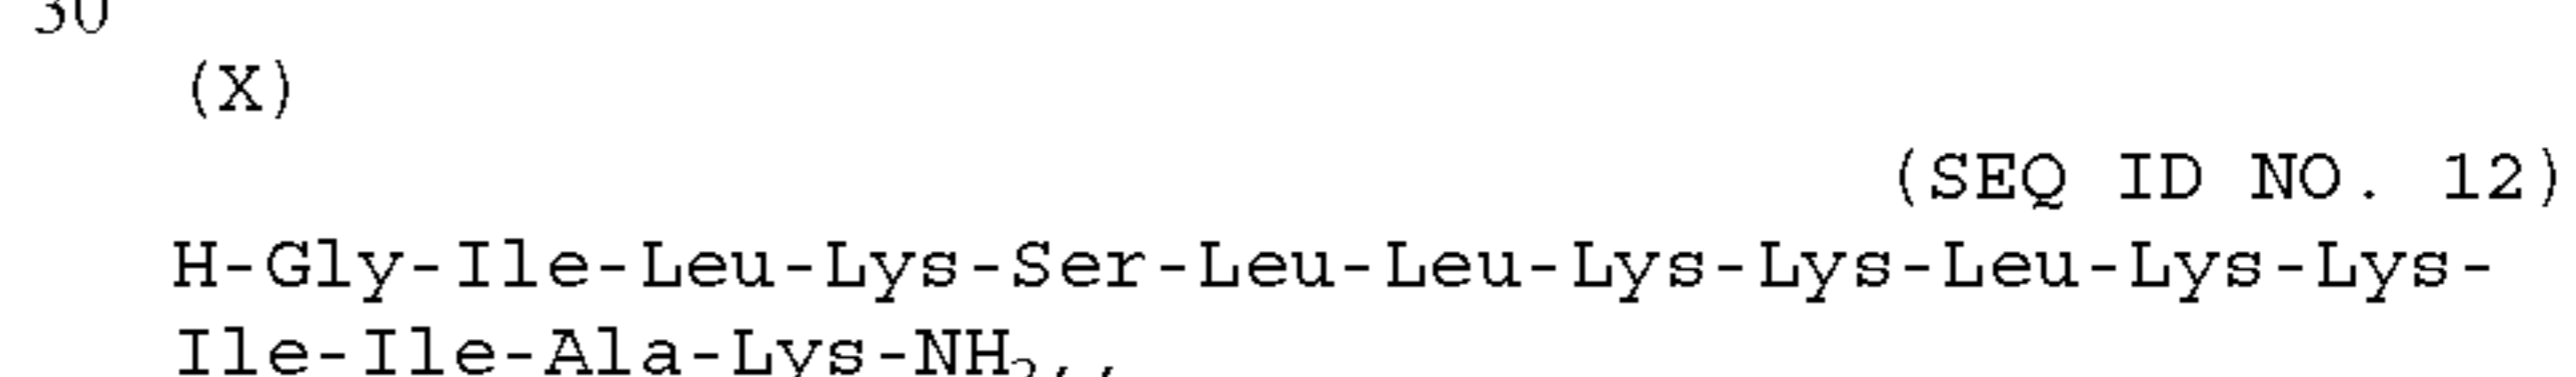 30
(X)
(SEQ ID NO. 12)
H-Gly-Ile-Leu-Lys-Ser-Leu-Leu-Lys-Lys-Leu-Lys-Lys-
Ile-Ile-Ala-Lys-NH₂,,